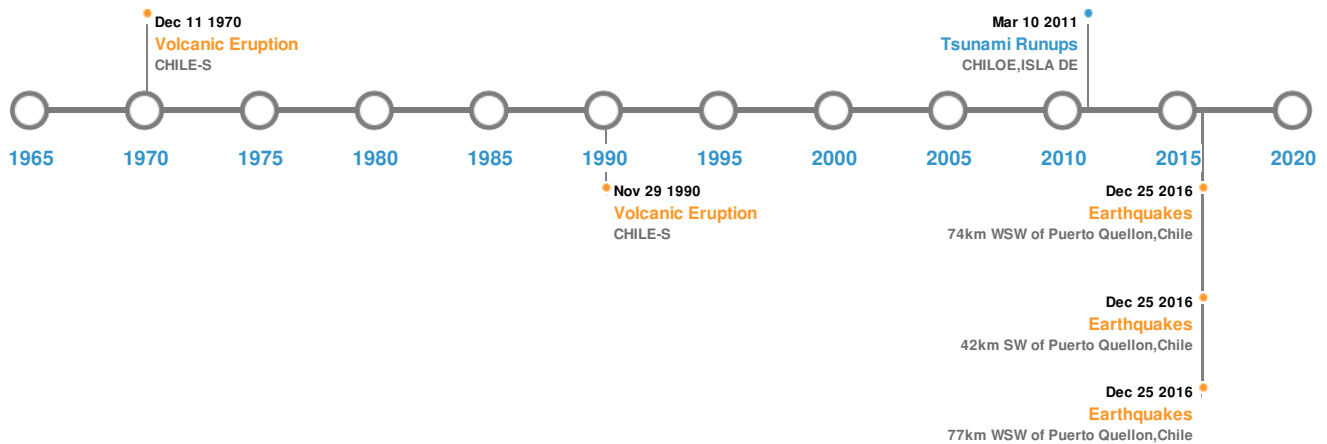 Dec 11 1970
Volcanic Eruption
CHILE-S
Mar 10 2011
Tsunami Runups
CHILOE,ISLA DE
1965 1970 1975 1980 1985 1990 1995 2000 2005 2010 2015 2020
Nov 29 1990
Volcanic Eruption
CHILE-S
Dec 25 2016
Earthquakes
74km WSW of Puerto Quellon,Chile
Dec 25 2016
Earthquakes
42km SW of Puerto Quellon,Chile
Dec 25 2016
Earthquakes
77km WSW of Puerto Quellon,Chile